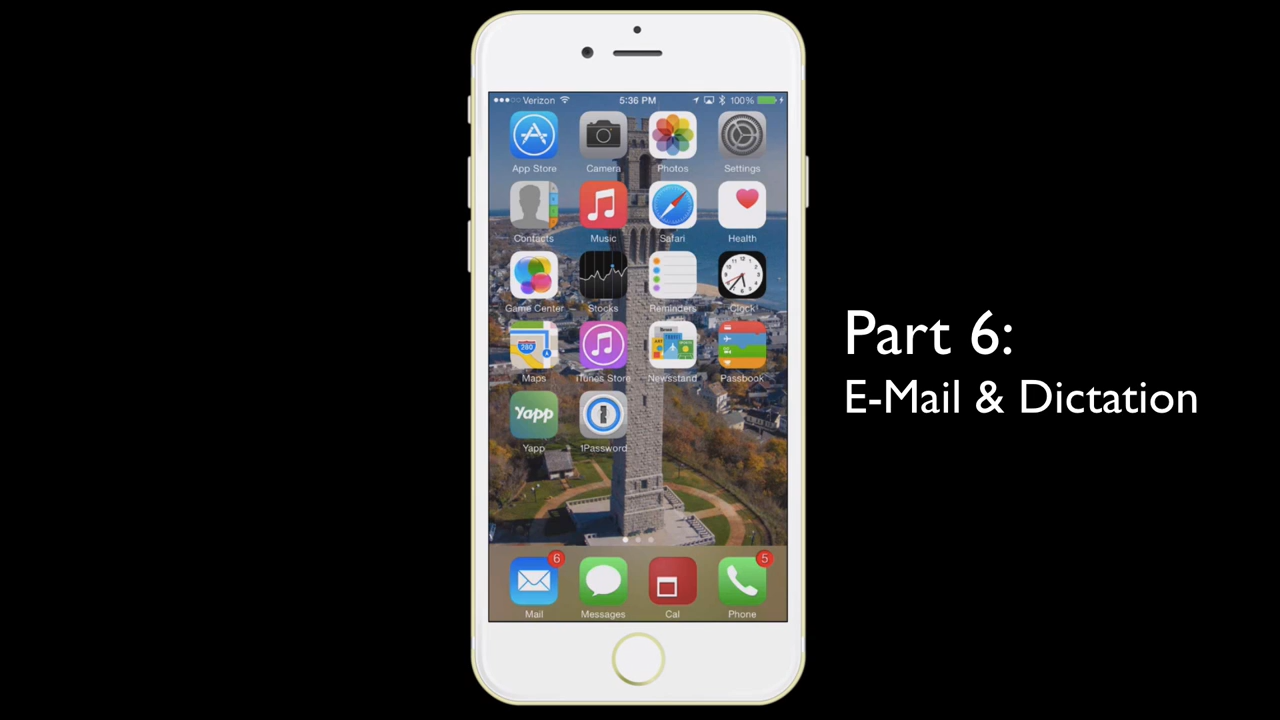 Verizon 5:36 PM 100%
App Store Camera Photos Settings
Contacts Music Safari Health
Game Center Stocks Reminders Clock
280
Maps iTunes Store Newsstand Passbook
Yapp
Yapp 1Password
6 5
Mail Messages Cal Phone
Part 6:
E-Mail & Dictation